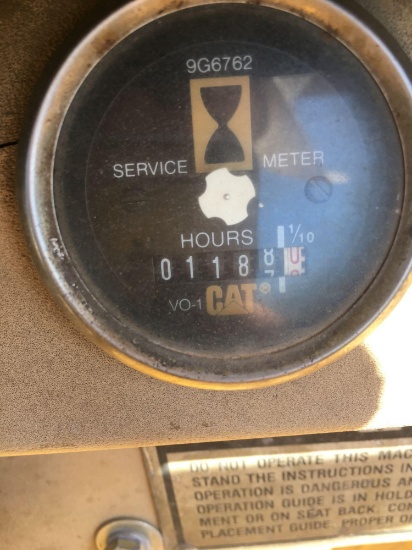 9G6762
SERVICE METER
HOURS 1/10
0118
VO-1 CAT®
DO NOT OPERATE THIS MAC
STAND THE INSTRUCTIONS IN
OPERATION IS DANGEROUS AN
OPERATION GUIDE IS IN HOLD
MENT OR ON SEAT BACK. CON
PLACEMENT GUIDE. PROPER O